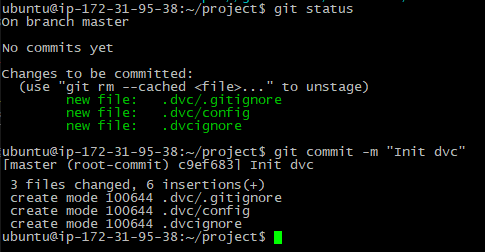 ubuntu@ip-172-31-95-38:~/project$ git status
On branch master
No commits yet
Changes to be committed:
  (use "git rm --cached <file>..." to unstage)
        new file:   .dvc/.gitignore
        new file:   .dvc/config
        new file:   .dvcignore
ubuntu@ip-172-31-95-38:~/project$ git commit -m "Init dvc"
[master (root-commit) c9ef683] Init dvc
 3 files changed, 6 insertions(+)
 create mode 100644 .dvc/.gitignore
 create mode 100644 .dvc/config
 create mode 100644 .dvcignore
ubuntu@ip-172-31-95-38:~/project$